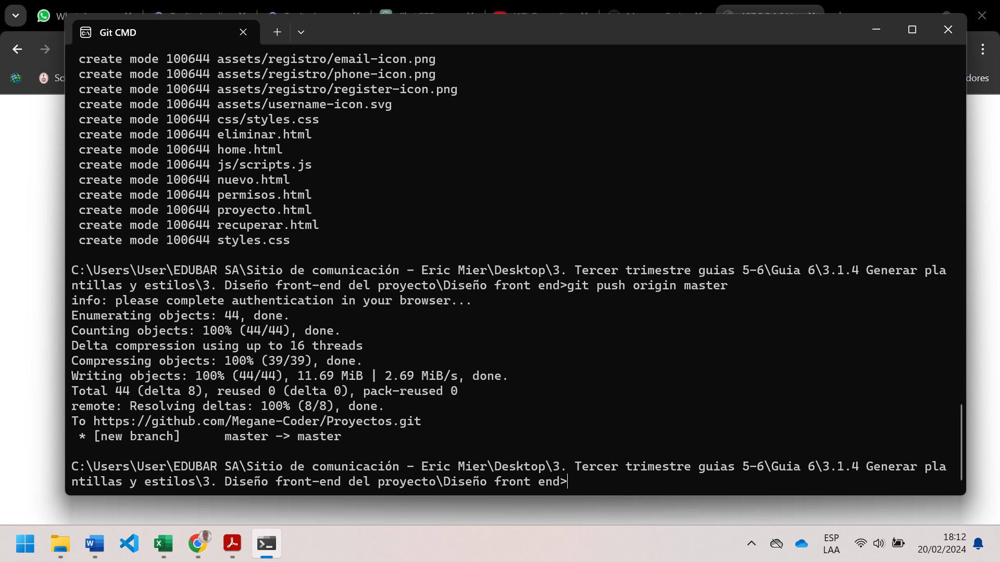 Git CMD
create mode 100644 assets/registro/email-icon.png
create mode 100644 assets/registro/phone-icon.png
create mode 100644 assets/registro/register-icon.png
create mode 100644 assets/username-icon.svg
create mode 100644 css/styles.css
create mode 100644 eliminar.html
create mode 100644 home.html
create mode 100644 js/scripts.js
create mode 100644 nuevo.html
create mode 100644 permisos.html
create mode 100644 proyecto.html
create mode 100644 recuperar.html
create mode 100644 styles.css
C:\Users\User\EDUBAR SA\Sitio de comunicación - Eric Mier\Desktop\3. Tercer trimestre guias 5-6\Guia 6\3.1.4 Generar pla
ntillas y estilos\3. Diseño front-end del proyecto\Diseño front end>git push origin master
info: please complete authentication in your browser...
Enumerating objects: 44, done.
Counting objects: 100% (44/44), done.
Delta compression using up to 16 threads
Compressing objects: 100% (39/39), done.
Writing objects: 100% (44/44), 11.69 MiB | 2.69 MiB/s, done.
Total 44 (delta 8), reused 0 (delta 0), pack-reused 0
remote: Resolving deltas: 100% (8/8), done.
To https://github.com/Megane-Coder/Proyectos.git
* [new branch]      master -> master
C:\Users\User\EDUBAR SA\Sitio de comunicación - Eric Mier\Desktop\3. Tercer trimestre guias 5-6\Guia 6\3.1.4 Generar pla
ntillas y estilos\3. Diseño front-end del proyecto\Diseño front end>
Sc
dores
ESP
LAA
18:12
20/02/2024